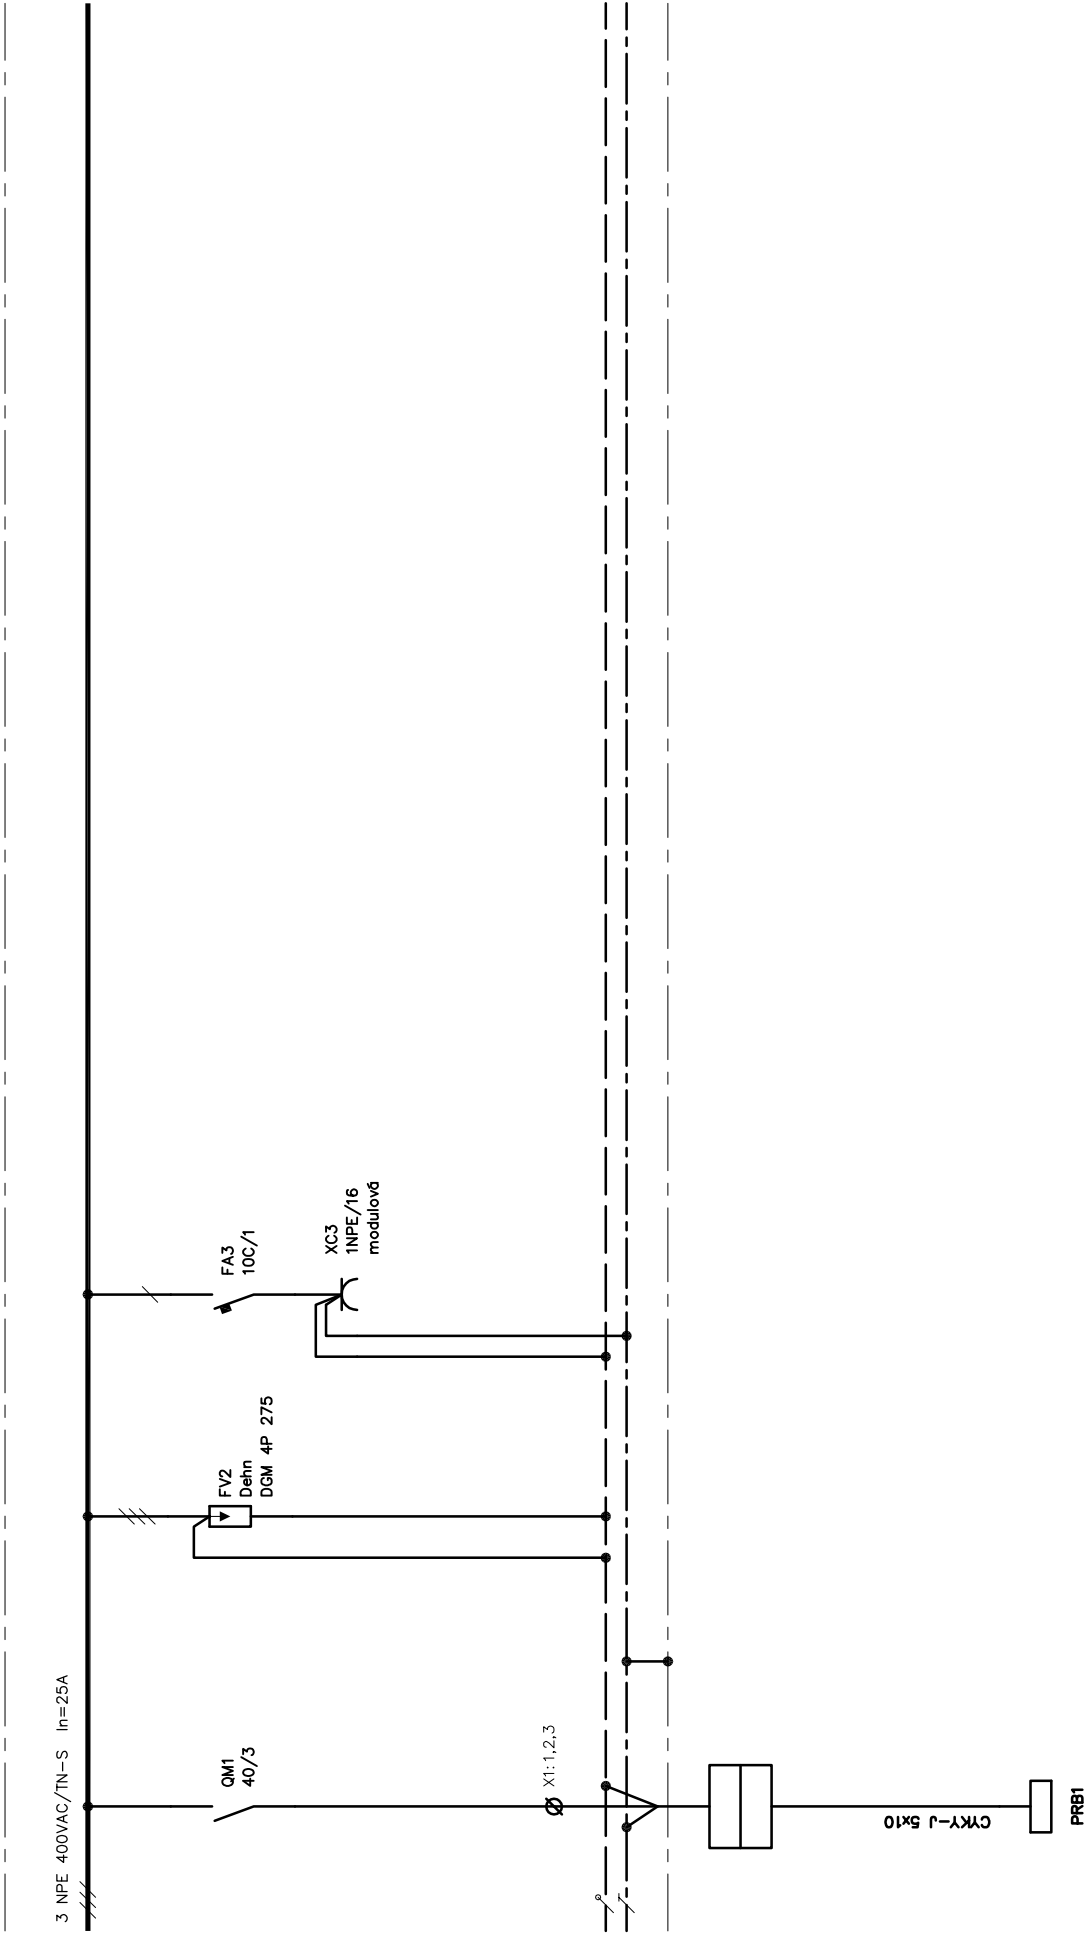 3 NPE 400VAC/TN-S In=25A
QM1
40/3
X1:1,2,3
CYKY-J 5x10
PRB1
FV2
Dehn
DGM 4P 275
FA3
10C/1
XC3
1NPE/16
modulová